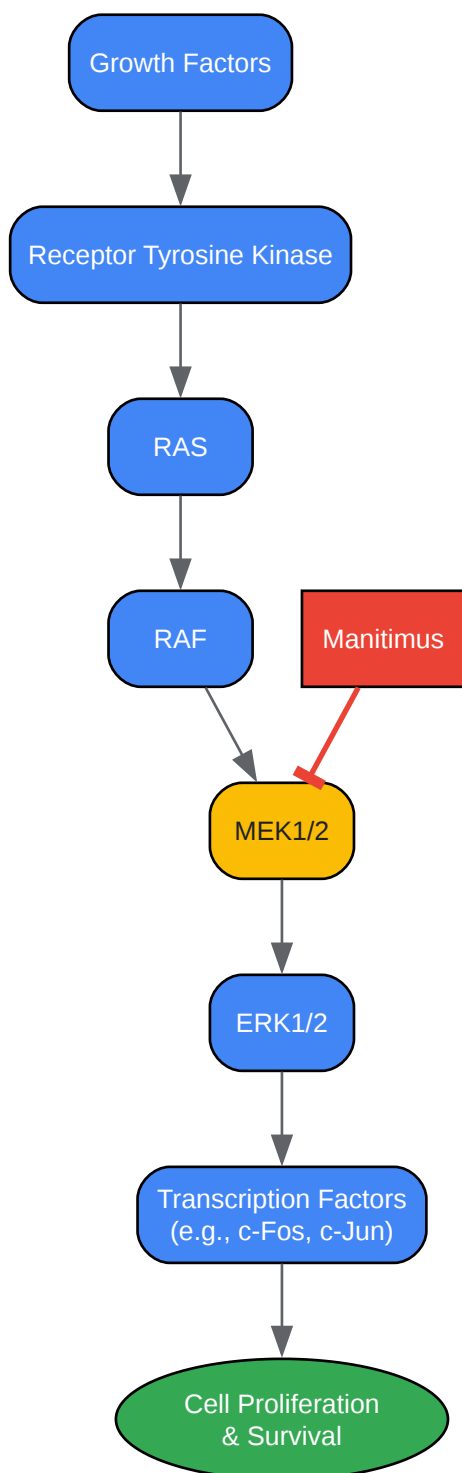 Growth Factors
Receptor Tyrosine Kinase
RAS
RAF
Manitimus
MEK1/2
ERK1/2
Transcription Factors
(e.g., c-Fos, c-Jun)
Cell Proliferation
& Survival